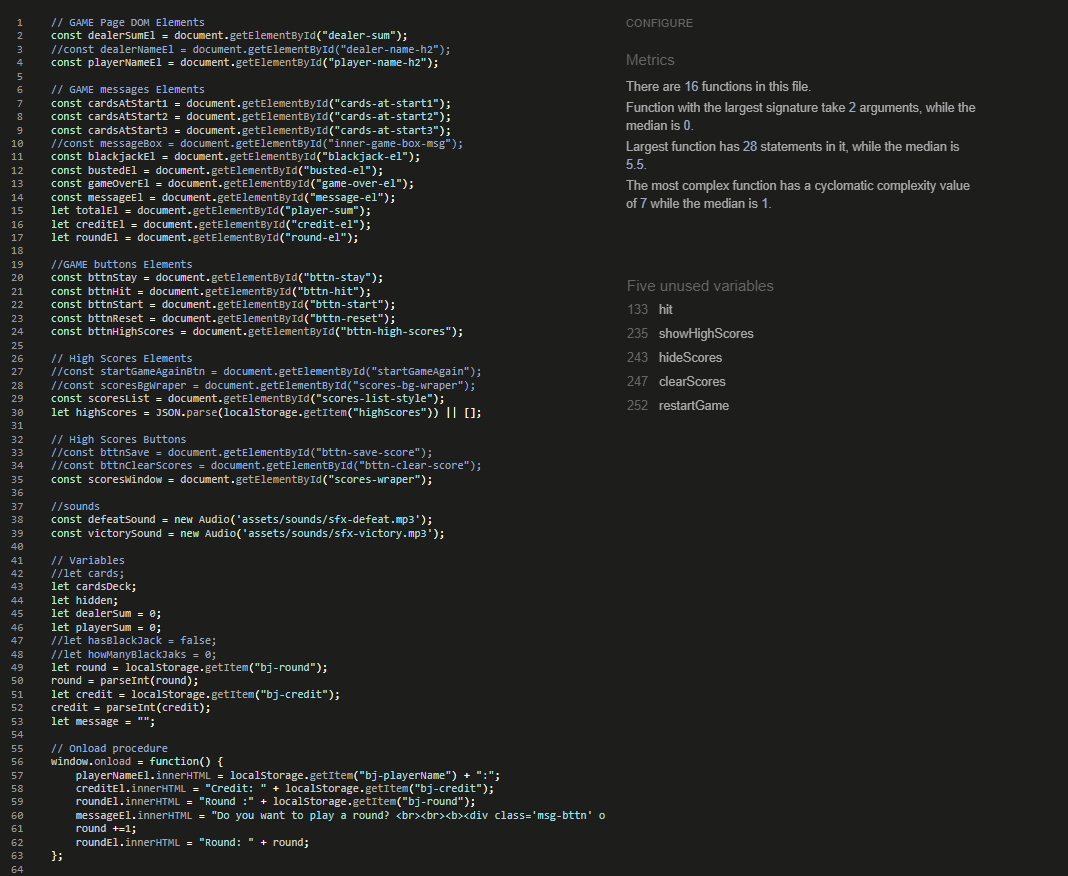 1 // GAME Page DOM Elements
2 const dealerSumEl = document.getElementById("dealer-sum");
3 //const dealerNameEl = document.getElementById("dealer-name-h2");
4 const playerNameEl = document.getElementById("player-name-h2");
5
6 // GAME messages Elements
7 const cardsAtStart1 = document.getElementById("cards-at-start1");
8 const cardsAtStart2 = document.getElementById("cards-at-start2");
9 const cardsAtStart3 = document.getElementById("cards-at-start3");
10 //const messageBox = document.getElementById("inner-game-box-msg");
11 const blackjackEl = document.getElementById("blackjack-el");
12 const bustedEl = document.getElementById("busted-el");
13 const gameOverEl = document.getElementById("game-over-el");
14 const messageEl = document.getElementById("message-el");
15 let totalEl = document.getElementById("player-sum");
16 let creditEl = document.getElementById("credit-el");
17 let roundEl = document.getElementById("round-el");
18
19 //GAME buttons Elements
20 const bttnStay = document.getElementById("bttn-stay");
21 const bttnHit = document.getElementById("bttn-hit");
22 const bttnStart = document.getElementById("bttn-start");
23 const bttnReset = document.getElementById("bttn-reset");
24 const bttnHighScores = document.getElementById("bttn-high-scores");
25
26 // High Scores Elements
27 //const startGameAgainBtn = document.getElementById("startGameAgain");
28 //const scoresBgWraper = document.getElementById("scores-bg-wraper");
29 const scoresList = document.getElementById("scores-list-style");
30 let highScores = JSON.parse(localStorage.getItem("highScores")) || [];
31
32 // High Scores Buttons
33 //const bttnSave = document.getElementById("bttn-save-score");
34 //const bttnClearScores = document.getElementById("bttn-clear-score");
35 const scoresWindow = document.getElementById("scores-wraper");
36
37 //sounds
38 const defeatSound = new Audio('assets/sounds/sfx-defeat.mp3');
39 const victorySound = new Audio('assets/sounds/sfx-victory.mp3');
40
41 // Variables
42 //let cards;
43 let cardsDeck;
44 let hidden;
45 let dealerSum = 0;
46 let playerSum = 0;
47 //let hasBlackJack = false;
48 //let howManyBlackJaks = 0;
49 let round = localStorage.getItem("bj-round");
50 round = parseInt(round);
51 let credit = localStorage.getItem("bj-credit");
52 credit = parseInt(credit);
53 let message = "";
54
55 // Onload procedure
56 window.onload = function() {
57 playerNameEl.innerHTML = localStorage.getItem("bj-playerName") + ":";
58 creditEl.innerHTML = "Credit: " + localStorage.getItem("bj-credit");
59 roundEl.innerHTML = "Round :" + localStorage.getItem("bj-round");
60 messageEl.innerHTML = "Do you want to play a round? <br><br><b><div class='msg-bttn' o
61 round +=1;
62 roundEl.innerHTML = "Round: " + round;
63 };
64
CONFIGURE
Metrics
There are 16 functions in this file.
Function with the largest signature take 2 arguments, while the
median is 0.
Largest function has 28 statements in it, while the median is
5.5.
The most complex function has a cyclomatic complexity value
of 7 while the median is 1.
Five unused variables
133 hit
235 showHighScores
243 hideScores
247 clearScores
252 restartGame